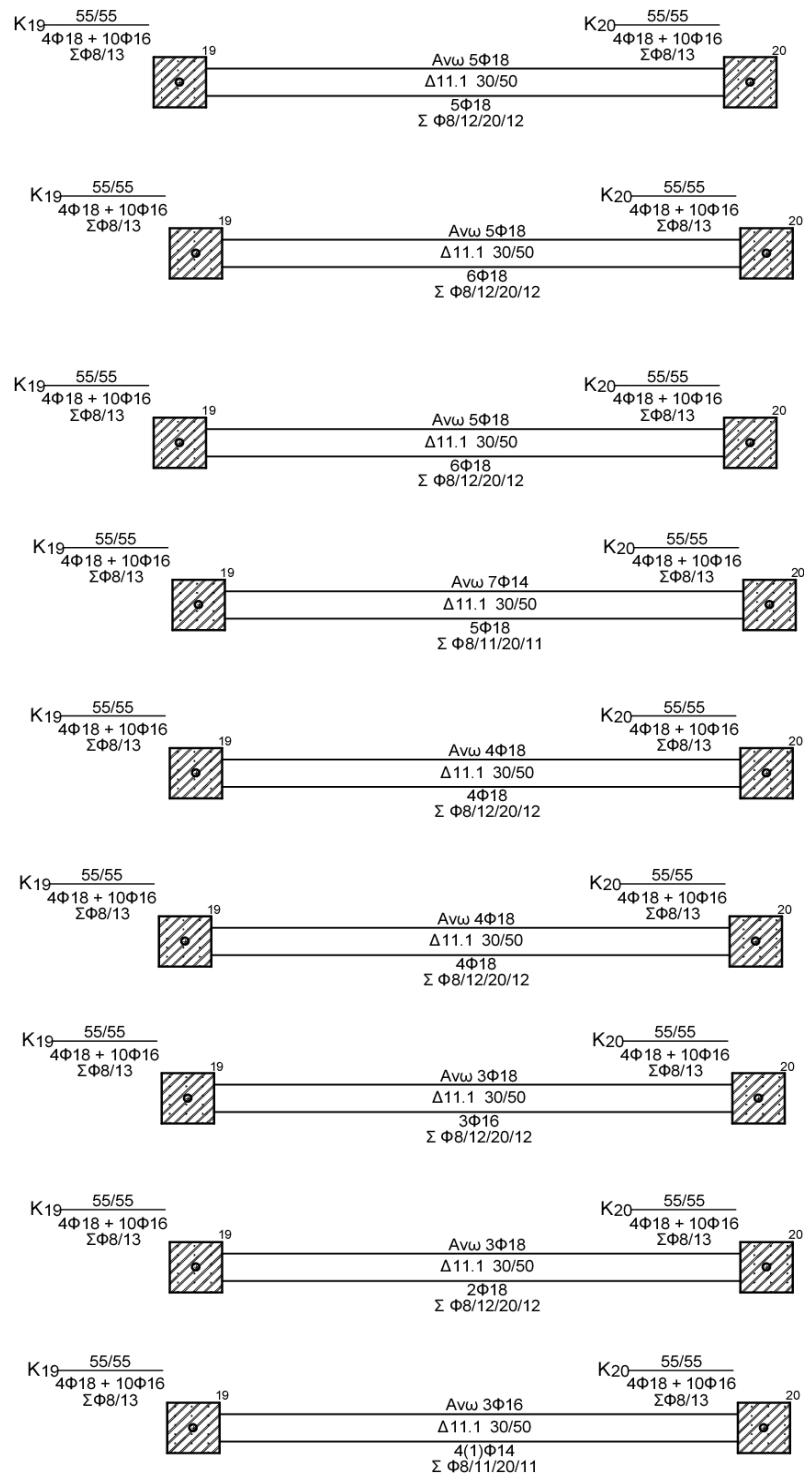 K19 55/55
4Φ18 + 10Φ16
ΣΦ8/13
19
K20 55/55
4Φ18 + 10Φ16
ΣΦ8/13
20
Ανω 5Φ18
Δ11.1 30/50
5Φ18
Σ Φ8/12/20/12
K19 55/55
4Φ18 + 10Φ16
ΣΦ8/13
19
K20 55/55
4Φ18 + 10Φ16
ΣΦ8/13
20
Ανω 5Φ18
Δ11.1 30/50
6Φ18
Σ Φ8/12/20/12
K19 55/55
4Φ18 + 10Φ16
ΣΦ8/13
19
K20 55/55
4Φ18 + 10Φ16
ΣΦ8/13
20
Ανω 5Φ18
Δ11.1 30/50
6Φ18
Σ Φ8/12/20/12
K19 55/55
4Φ18 + 10Φ16
ΣΦ8/13
19
K20 55/55
4Φ18 + 10Φ16
ΣΦ8/13
20
Ανω 7Φ14
Δ11.1 30/50
5Φ18
Σ Φ8/11/20/11
K19 55/55
4Φ18 + 10Φ16
ΣΦ8/13
19
K20 55/55
4Φ18 + 10Φ16
ΣΦ8/13
20
Ανω 4Φ18
Δ11.1 30/50
4Φ18
Σ Φ8/12/20/12
K19 55/55
4Φ18 + 10Φ16
ΣΦ8/13
19
K20 55/55
4Φ18 + 10Φ16
ΣΦ8/13
20
Ανω 4Φ18
Δ11.1 30/50
4Φ18
Σ Φ8/12/20/12
K19 55/55
4Φ18 + 10Φ16
ΣΦ8/13
19
K20 55/55
4Φ18 + 10Φ16
ΣΦ8/13
20
Ανω 3Φ18
Δ11.1 30/50
3Φ16
Σ Φ8/12/20/12
K19 55/55
4Φ18 + 10Φ16
ΣΦ8/13
19
K20 55/55
4Φ18 + 10Φ16
ΣΦ8/13
20
Ανω 3Φ18
Δ11.1 30/50
2Φ18
Σ Φ8/12/20/12
K19 55/55
4Φ18 + 10Φ16
ΣΦ8/13
19
K20 55/55
4Φ18 + 10Φ16
ΣΦ8/13
20
Ανω 3Φ16
Δ11.1 30/50
4(1)Φ14
Σ Φ8/11/20/11